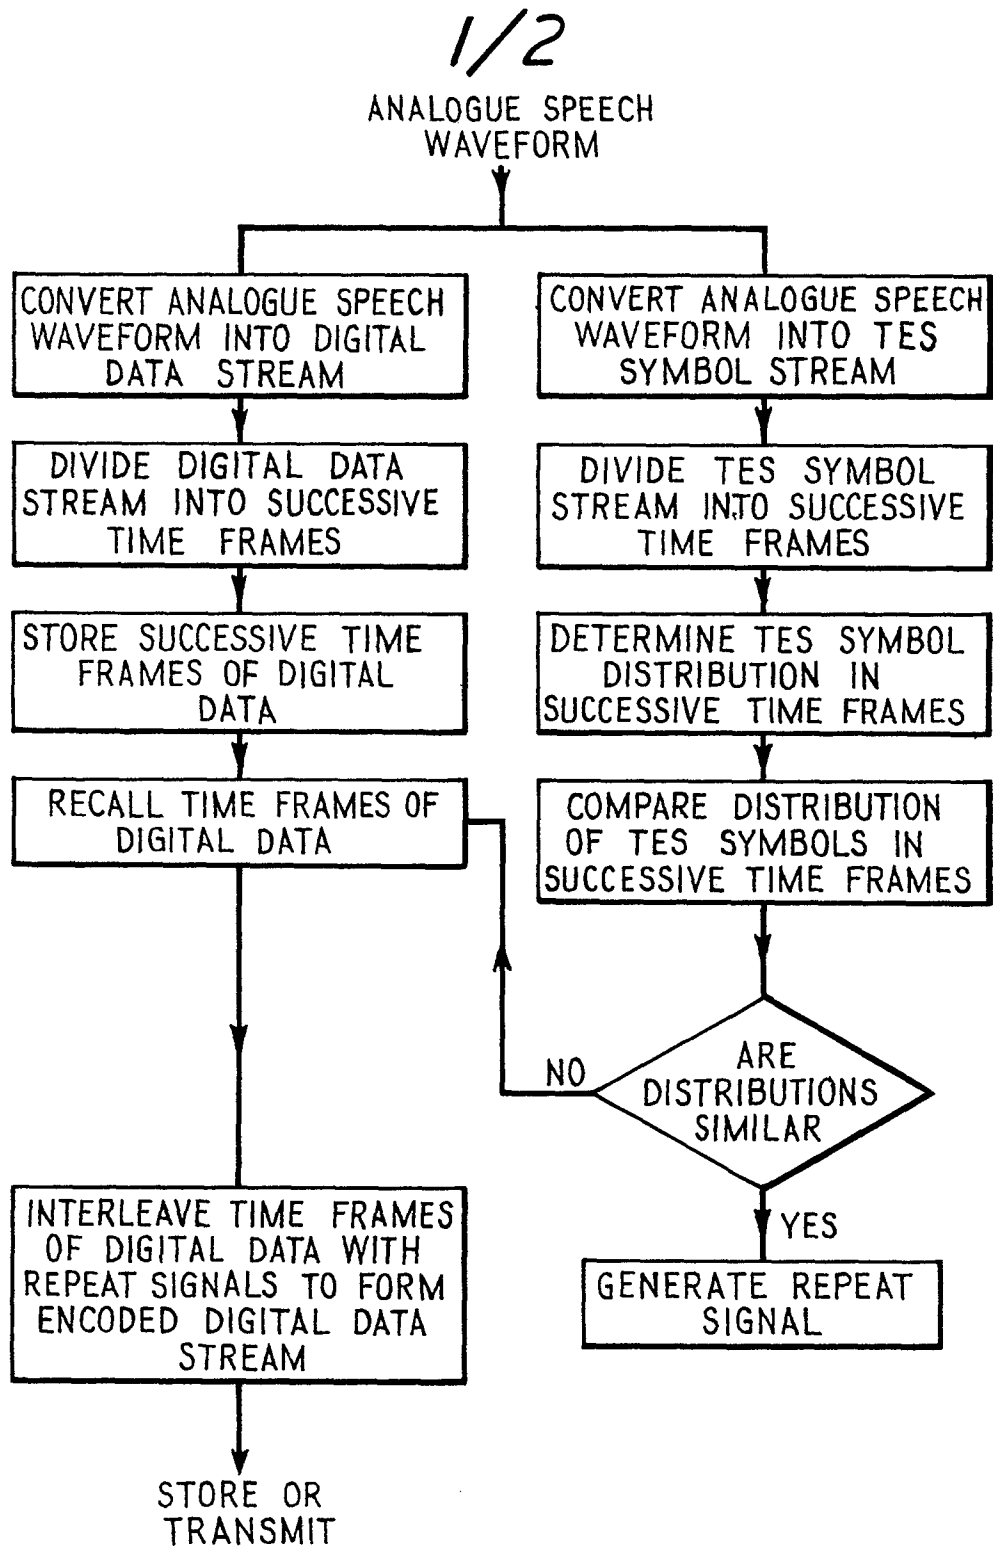 1/2
ANALOGUE SPEECH
WAVEFORM
CONVERT ANALOGUE SPEECH
WAVEFORM INTO DIGITAL
DATA STREAM
DIVIDE DIGITAL DATA
STREAM INTO SUCCESSIVE
TIME FRAMES
STORE SUCCESSIVE TIME
FRAMES OF DIGITAL
DATA
RECALL TIME FRAMES OF
DIGITAL DATA
INTERLEAVE TIME FRAMES
OF DIGITAL DATA WITH
REPEAT SIGNALS TO FORM
ENCODED DIGITAL DATA
STREAM
STORE OR
TRANSMIT
CONVERT ANALOGUE SPEECH
WAVEFORM INTO TES
SYMBOL STREAM
DIVIDE TES SYMBOL
STREAM INTO SUCCESSIVE
TIME FRAMES
DETERMINE TES SYMBOL
DISTRIBUTION IN
SUCCESSIVE TIME FRAMES
COMPARE DISTRIBUTION
OF TES SYMBOLS IN
SUCCESSIVE TIME FRAMES
ARE
DISTRIBUTIONS
SIMILAR
NO
YES
GENERATE REPEAT
SIGNAL